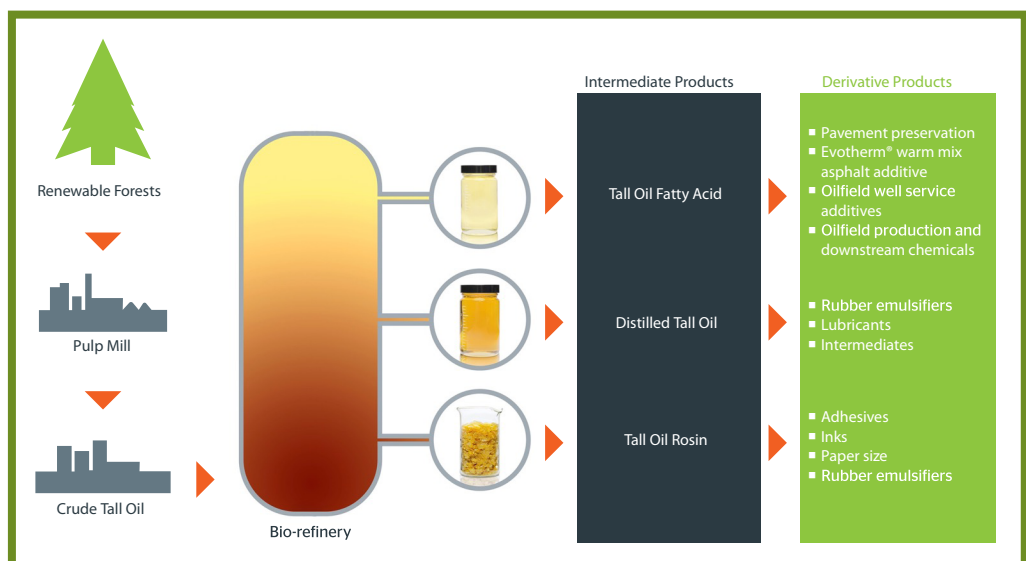 Renewable Forests
Pulp Mill
Crude Tall Oil
Bio-refinery
Intermediate Products
Tall Oil Fatty Acid
Distilled Tall Oil
Tall Oil Rosin
Derivative Products
▪ Pavement preservation
▪ Evotherm® warm mix
asphalt additive
▪ Oilfield well service
additives
▪ Oilfield production and
downstream chemicals
▪ Rubber emulsifiers
▪ Lubricants
▪ Intermediates
▪ Adhesives
▪ Inks
▪ Paper size
▪ Rubber emulsifiers